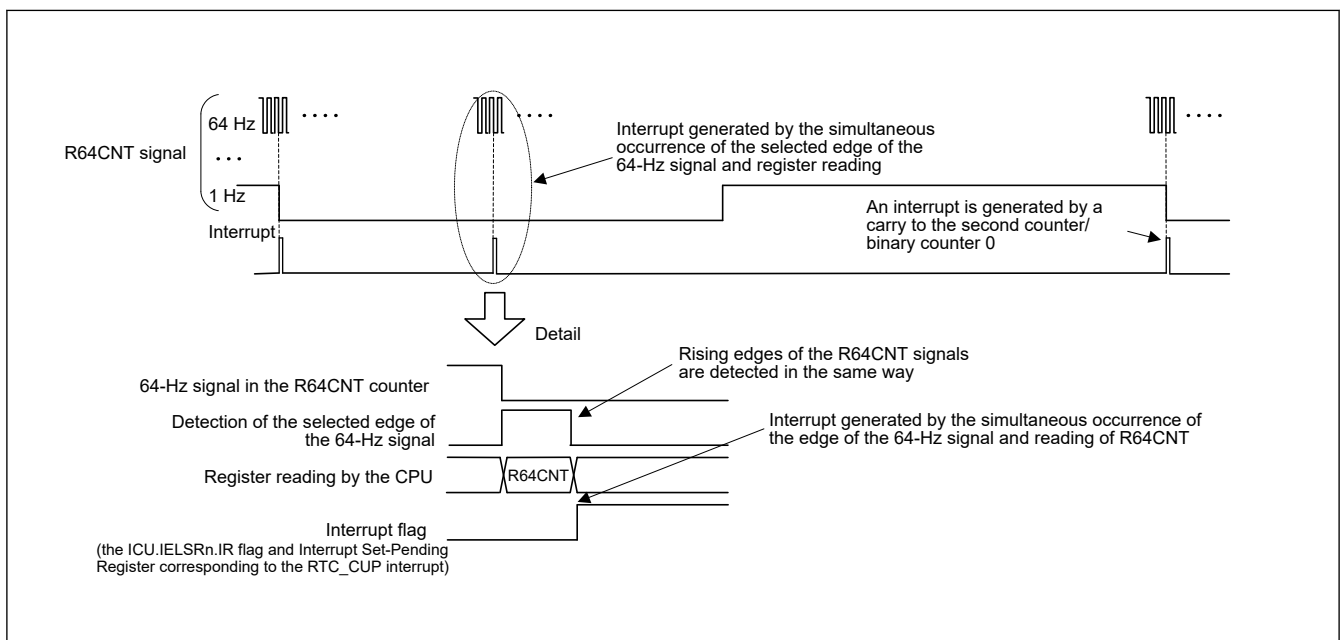 64 Hz
R64CNT signal
1 Hz
Interrupt
Interrupt generated by the simultaneous
occurrence of the selected edge of the
64-Hz signal and register reading
An interrupt is generated by a
carry to the second counter/
binary counter 0
Detail
64-Hz signal in the R64CNT counter
Rising edges of the R64CNT signals
are detected in the same way
Detection of the selected edge of
the 64-Hz signal
Interrupt generated by the simultaneous occurrence of
the edge of the 64-Hz signal and reading of R64CNT
Register reading by the CPU
R64CNT
Interrupt flag
(the ICU.IELSRn.IR flag and Interrupt Set-Pending
Register corresponding to the RTC_CUP interrupt)